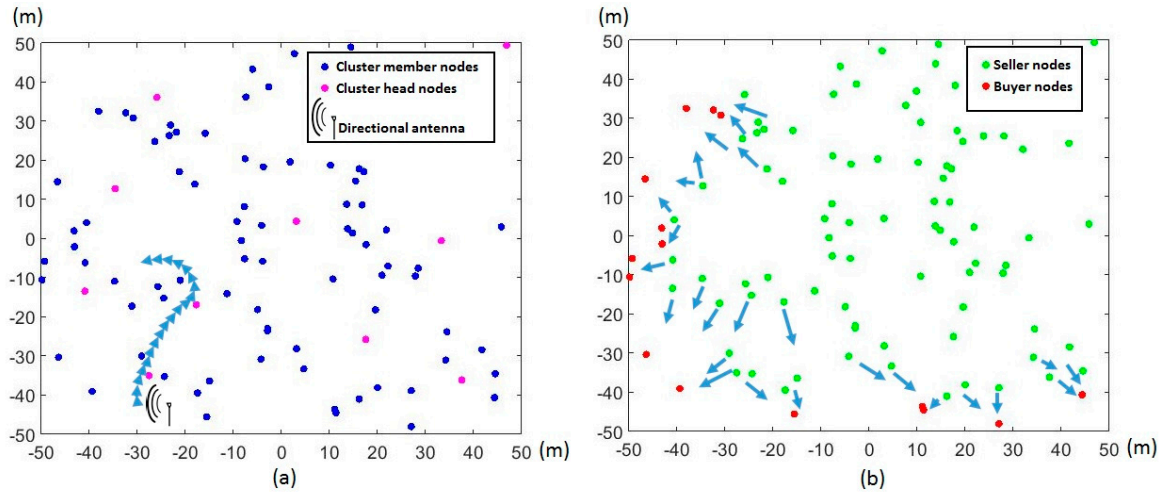 (m)
50
40
30
20
10
0
-10
-20
-30
-40
-50
-50 -40 -30 -20 -10 0 10 20 30 40 50 (m)
Cluster member nodes
Cluster head nodes
Directional antenna
(a)
(m)
50
40
30
20
10
0
-10
-20
-30
-40
-50
-50 -40 -30 -20 -10 0 10 20 30 40 50 (m)
Seller nodes
Buyer nodes
(b)